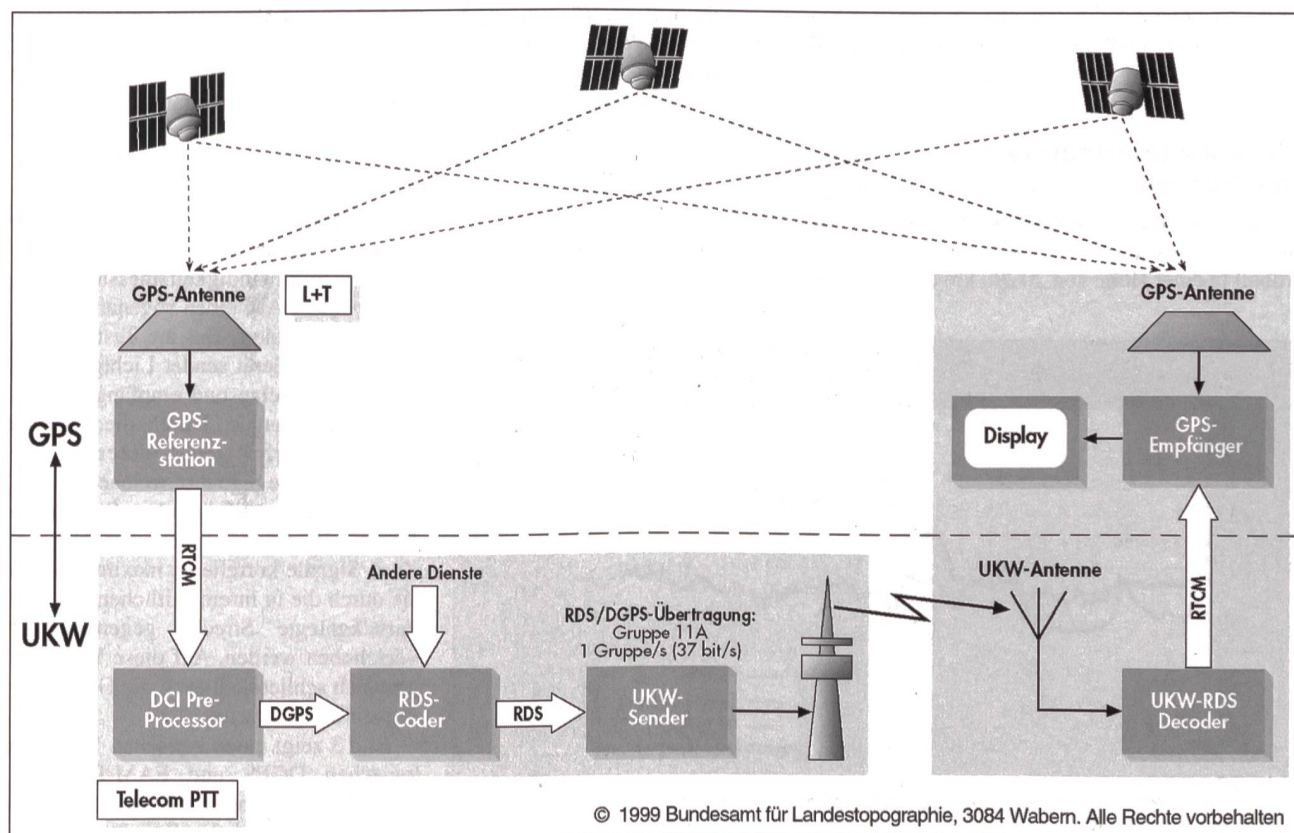 GPS-Antenne
L+T
GPS-Antenne
GPS-
Referenz-
station
Display
GPS-
Empfänger
GPS
UKW
RTCM
Andere Dienste
RDS/DGPS-Übertragung:
Gruppe 11A
1 Gruppe/s (37 bit/s)
UKW-Antenne
RTCM
DCI Pre-
Processor
DGPS
RDS-
Coder
RDS
UKW-
Sender
UKW-RDS
Decoder
Telecom PTT
© 1999 Bundesamt für Landestopographie, 3084 Wabern. Alle Rechte vorbehalten